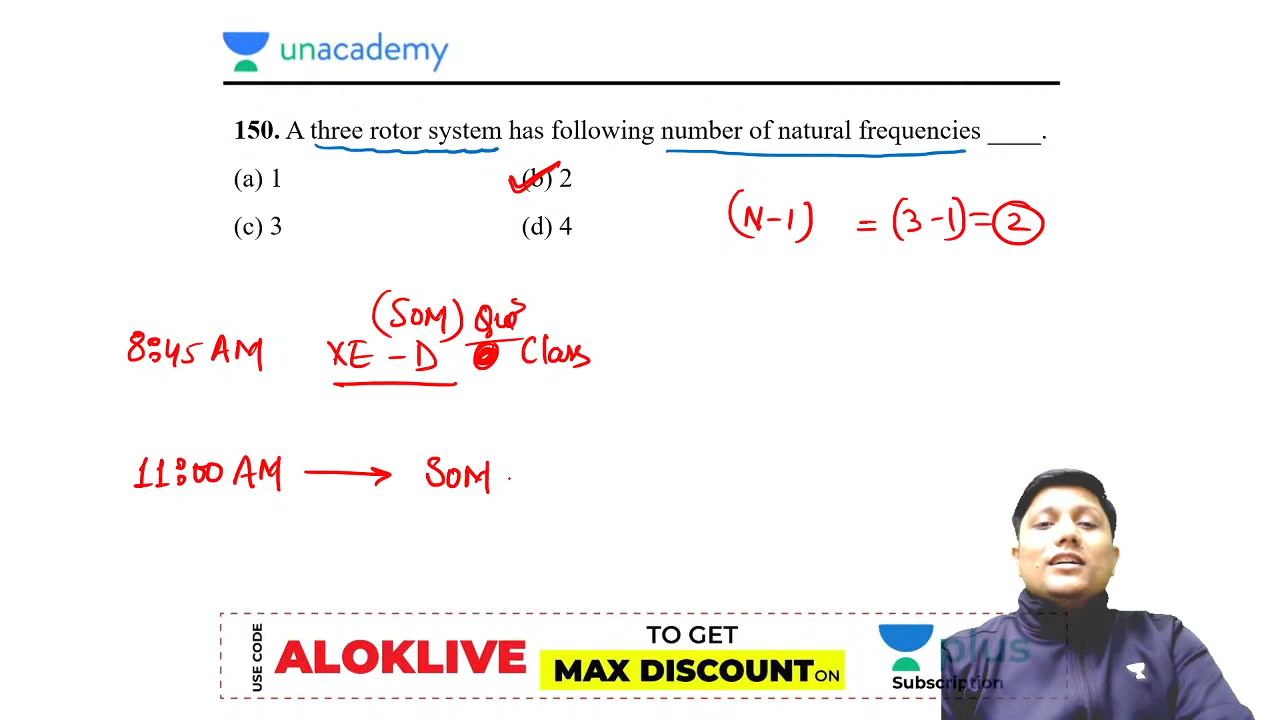 unacademy
150. A three rotor system has following number of natural frequencies ____.
(a) 1 (b) 2
(c) 3 (d) 4
(N-1) = (3-1) = 2
(SOM)
8:45 AM XE - D Class
11:00 AM → SOM
USE CODE
ALOKLIVE
TO GET
MAX DISCOUNT ON
plus
Subscription